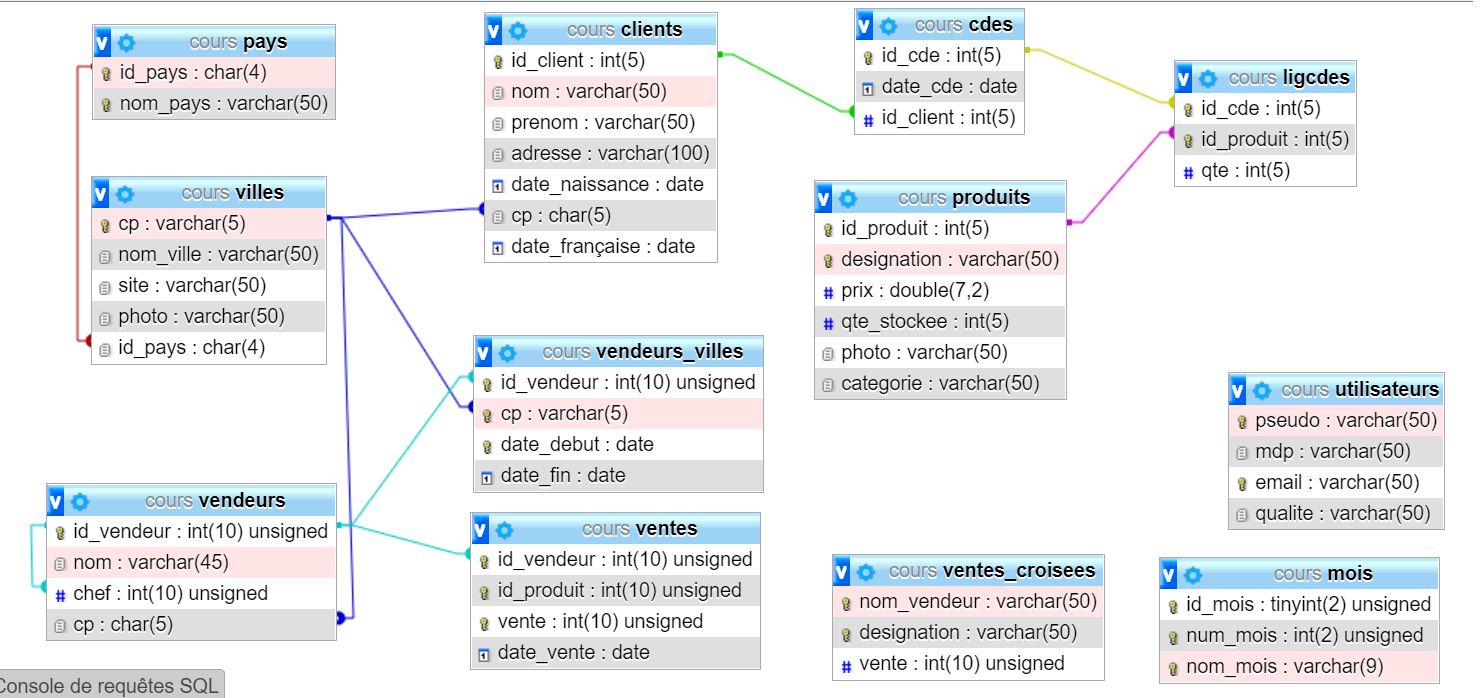 cours pays
id_pays : char(4)
nom_pays : varchar(50)
cours villes
cp : varchar(5)
nom_ville : varchar(50)
site : varchar(50)
photo : varchar(50)
id_pays : char(4)
cours vendeurs
id_vendeur : int(10) unsigned
nom : varchar(45)
chef : int(10) unsigned
cp : char(5)
cours clients
id_client : int(5)
nom : varchar(50)
prenom : varchar(50)
adresse : varchar(100)
date_naissance : date
cp : char(5)
date_française : date
cours vendeurs_villes
id_vendeur : int(10) unsigned
cp : varchar(5)
date_debut : date
date_fin : date
cours ventes
id_vendeur : int(10) unsigned
id_produit : int(10) unsigned
vente : int(10) unsigned
date_vente : date
cours cdes
id_cde : int(5)
date_cde : date
id_client : int(5)
cours produits
id_produit : int(5)
designation : varchar(50)
prix : double(7,2)
qte_stockee : int(5)
photo : varchar(50)
categorie : varchar(50)
cours ventes_croisees
nom_vendeur : varchar(50)
designation : varchar(50)
vente : int(10) unsigned
cours ligcdes
id_cde : int(5)
id_produit : int(5)
qte : int(5)
cours utilisateurs
pseudo : varchar(50)
mdp : varchar(50)
email : varchar(50)
qualite : varchar(50)
cours mois
id_mois : tinyint(2) unsigned
num_mois : int(2) unsigned
nom_mois : varchar(9)
Console de requêtes SQL